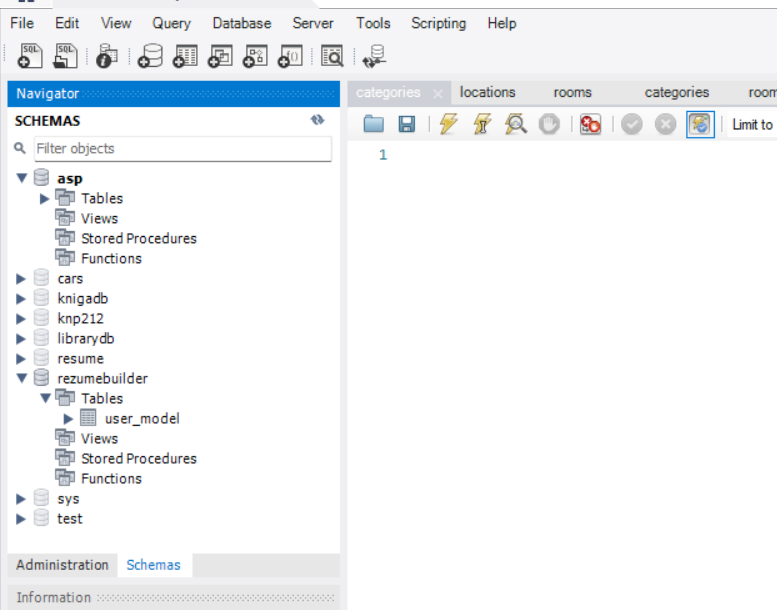 File Edit View Query Database Server Tools Scripting Help
SQL SQL
Navigator
categories locations rooms categories room
SCHEMAS
Limit to
Filter objects
1
asp
Tables
Views
Stored Procedures
Functions
cars
knigadb
knp212
librarydb
resume
rezumebuilder
Tables
user_model
Views
Stored Procedures
Functions
sys
test
Administration Schemas
Information